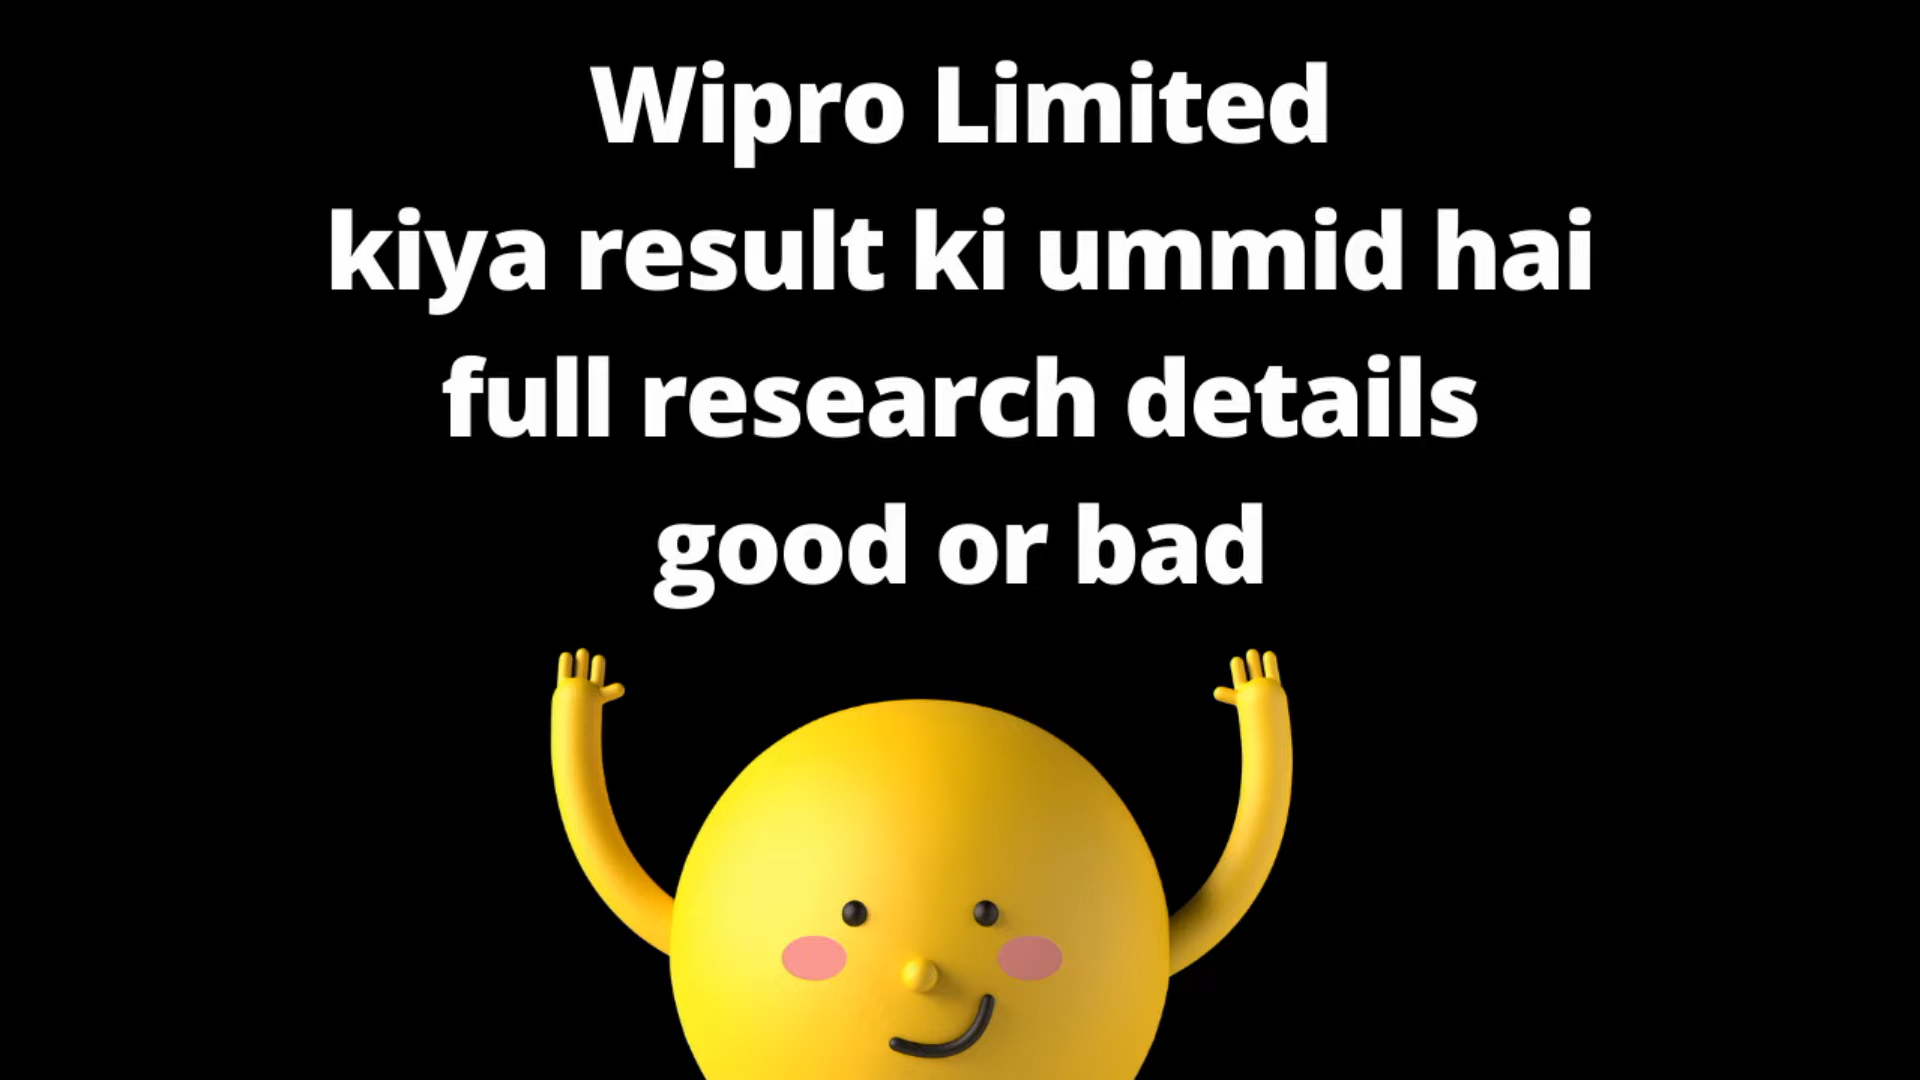 Wipro Limited
kiya result ki ummid hai
full research details
good or bad